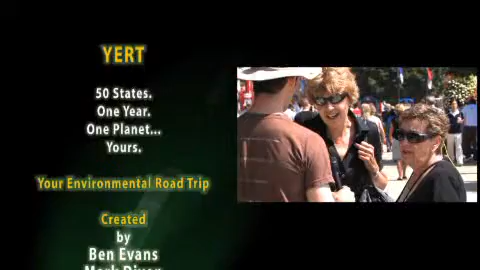 YERT
50 States.
One Year.
One Planet...
Yours.
Your Environmental Road Trip
Created
by
Ben Evans